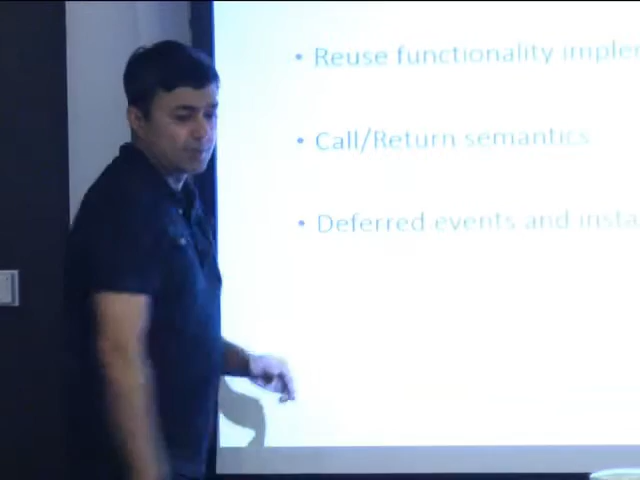 • Reuse functionality
• Call/Return semantics
• Deferred events and